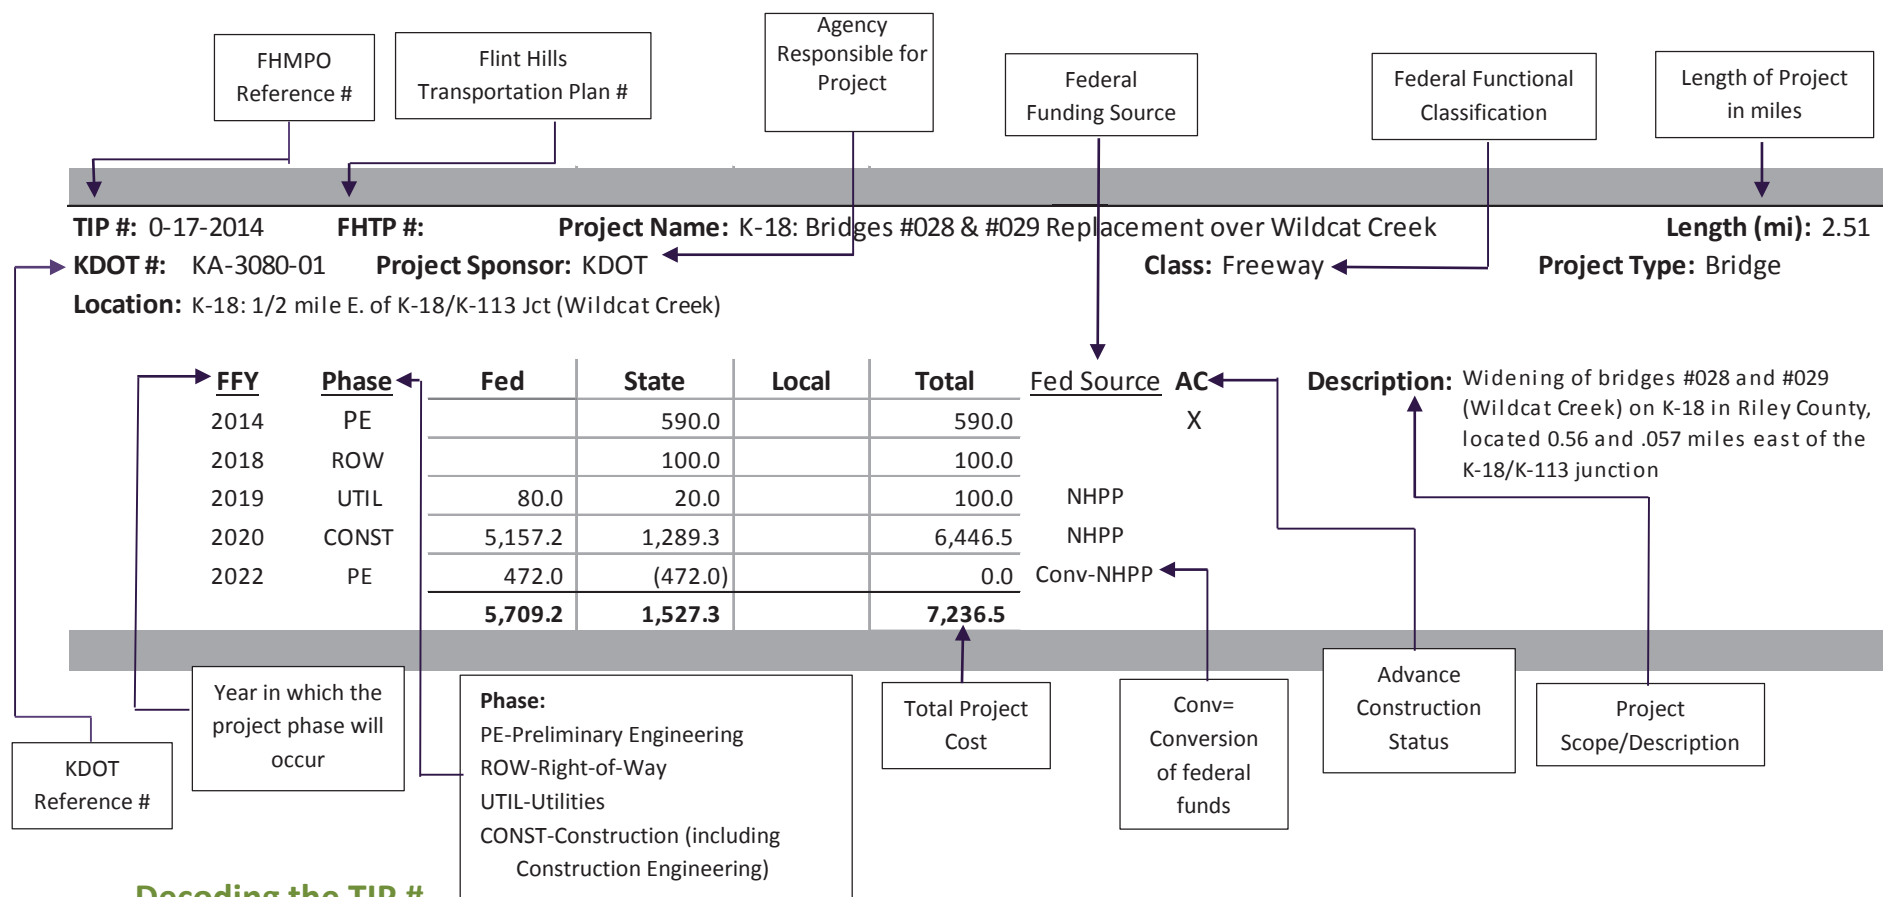 Agency
Responsible for
Project
FHMPO
Reference #
Flint Hills
Transportation Plan #
Federal
Funding Source
Federal Functional
Classification
Length of Project
in miles
TIP #: 0-17-2014 FHTP #: Project Name: K-18: Bridges #028 & #029 Replacement over Wildcat Creek Length (mi): 2.51
KDOT #: KA-3080-01 Project Sponsor: KDOT Class: Freeway Project Type: Bridge
Location: K-18: 1/2 mile E. of K-18/K-113 Jct (Wildcat Creek)
FFY Phase Fed State Local Total Fed Source AC
2014 PE 590.0 590.0 X
2018 ROW 100.0 100.0
2019 UTIL 80.0 20.0 100.0 NHPP
2020 CONST 5,157.2 1,289.3 6,446.5 NHPP
2022 PE 472.0 (472.0) 0.0 Conv-NHPP
5,709.2 1,527.3 7,236.5
Description: Widening of bridges #028 and #029
(Wildcat Creek) on K-18 in Riley County,
located 0.56 and .057 miles east of the
K-18/K-113 junction
KDOT
Reference #
Year in which the
project phase will
occur
Phase:
PE-Preliminary Engineering
ROW-Right-of-Way
UTIL-Utilities
CONST-Construction (including
Construction Engineering)
Total Project
Cost
Conv=
Conversion
of federal
funds
Advance
Construction
Status
Project
Scope/Description
Decoding the TIP #